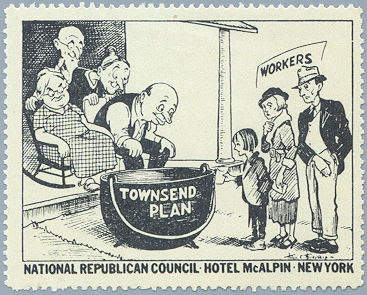 WORKERS
TOWNSEND
PLAN
NATIONAL REPUBLICAN COUNCIL · HOTEL McALPIN · NEW YORK